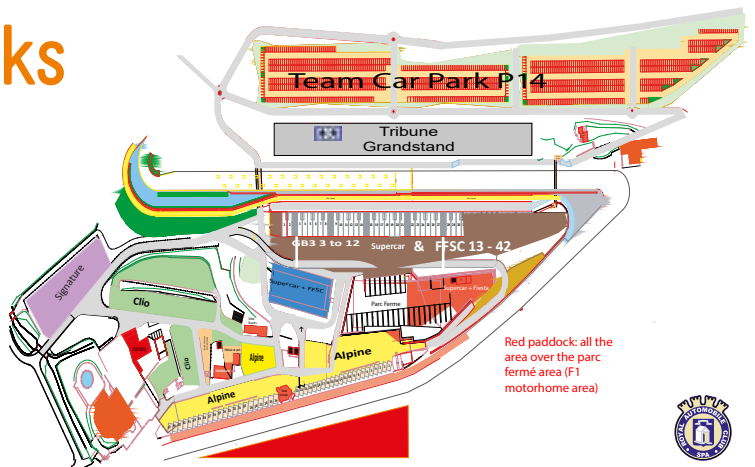 ks
Team Car Park P14
Tribune
Grandstand
GB3 3 to 12 Supercar & FFSC 13 - 42
Signature
Supercar + FFSC
Supercar + Fiesta
Clio
Parc Ferme
Clio
Alpine
Alpine
Alpine
Red paddock: all the
area over the parc
fermé area (F1
motorhome area)
ROYAL AUTOMOBILE CLUB
SPA